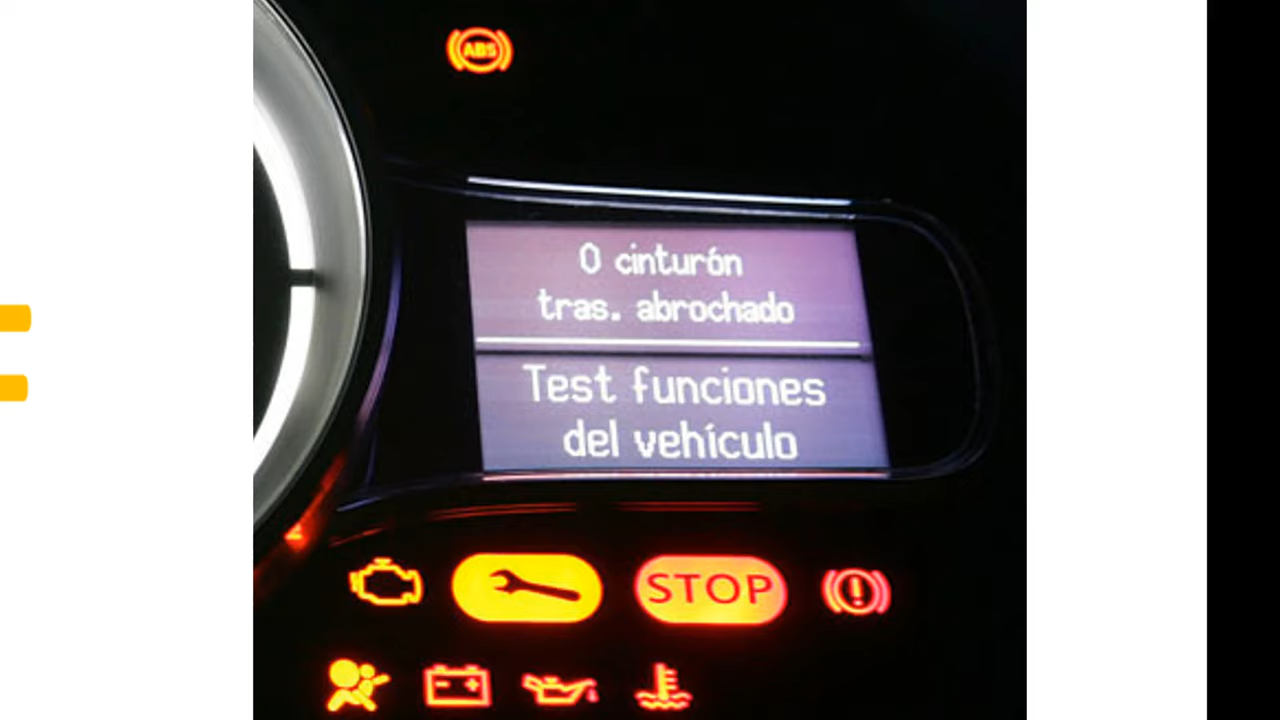 ABS
0 cinturón
tras. abrochado
Test funciones
del vehículo
STOP